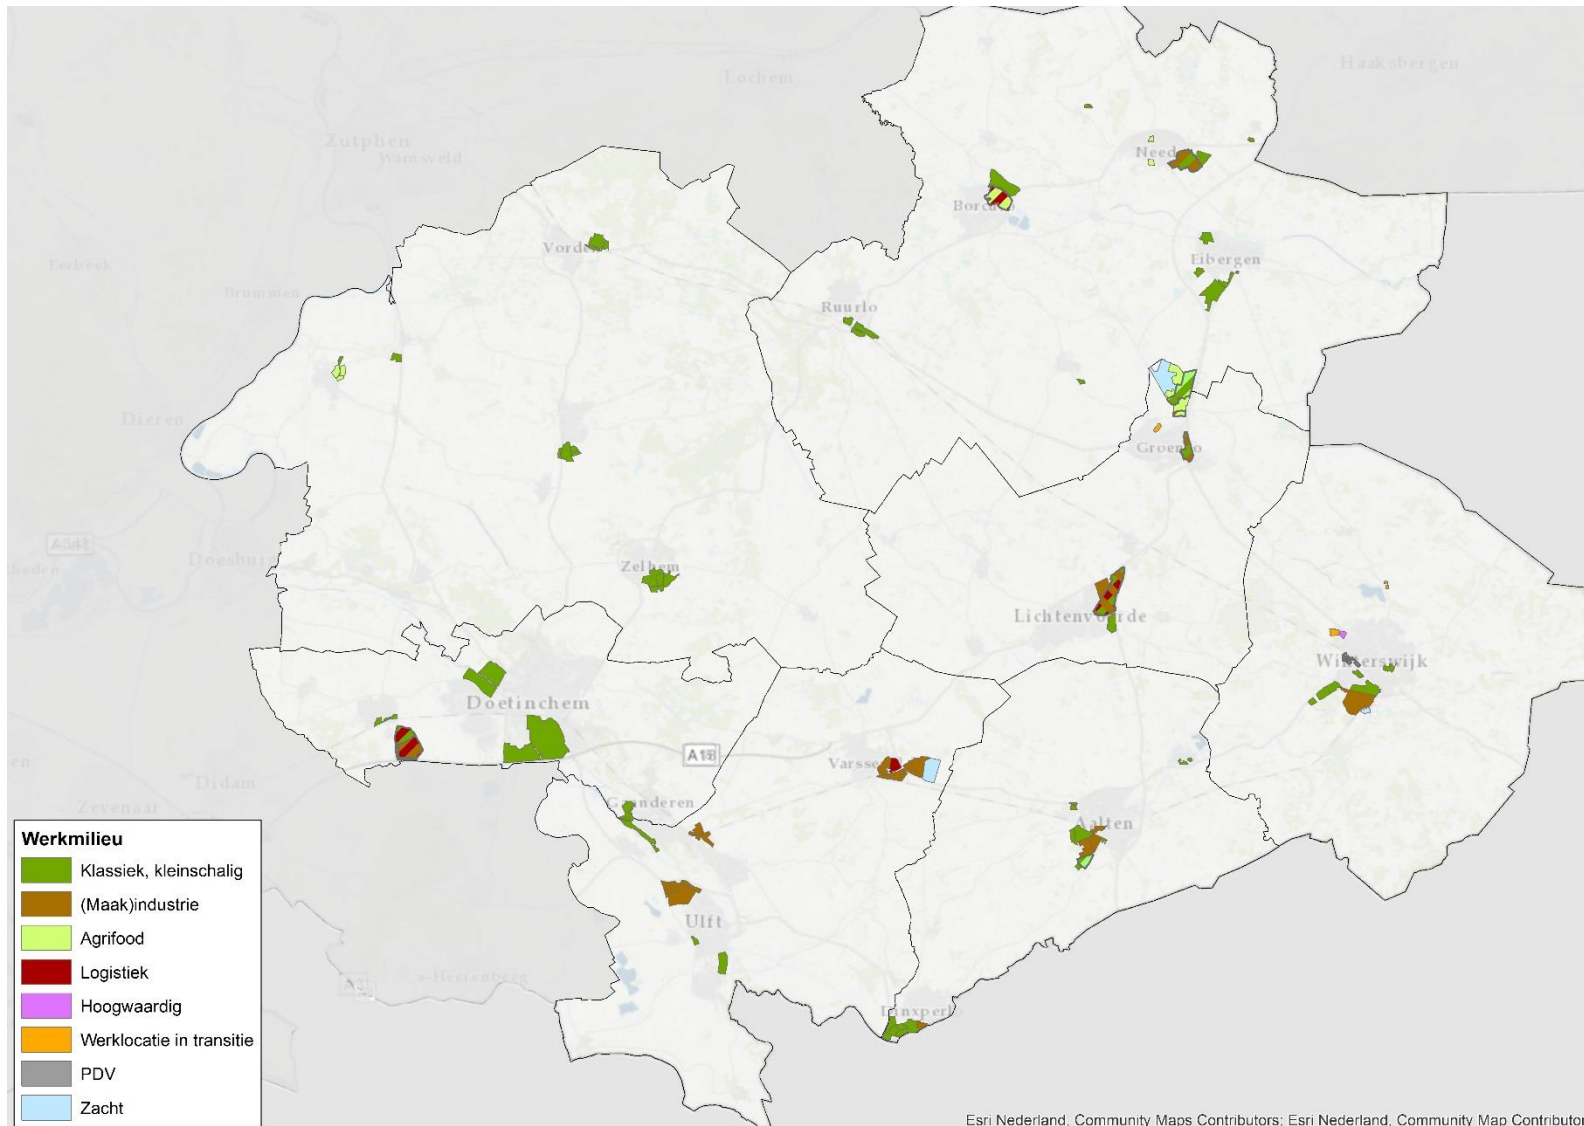 Lochem
Haaksbergen
Zutphen
Warnsveld
Neede
Borculo
Vorden
Eibergen
Eerbeek
Brummen
Ruurlo
Dieren
Groenlo
Doesburg
Zelhem
Lichtenvoorde
Winterswijk
Doetinchem
A18
Varsse
Didam
Zevenaar
Gaanderen
Aalten
Ulft
s-Heerenberg
Dinxperlo
Werkmilieu
Klassiek, kleinschalig
(Maak)industrie
Agrifood
Logistiek
Hoogwaardig
Werklocatie in transitie
PDV
Zacht
Esri Nederland, Community Maps Contributors; Esri Nederland, Community Map Contributor